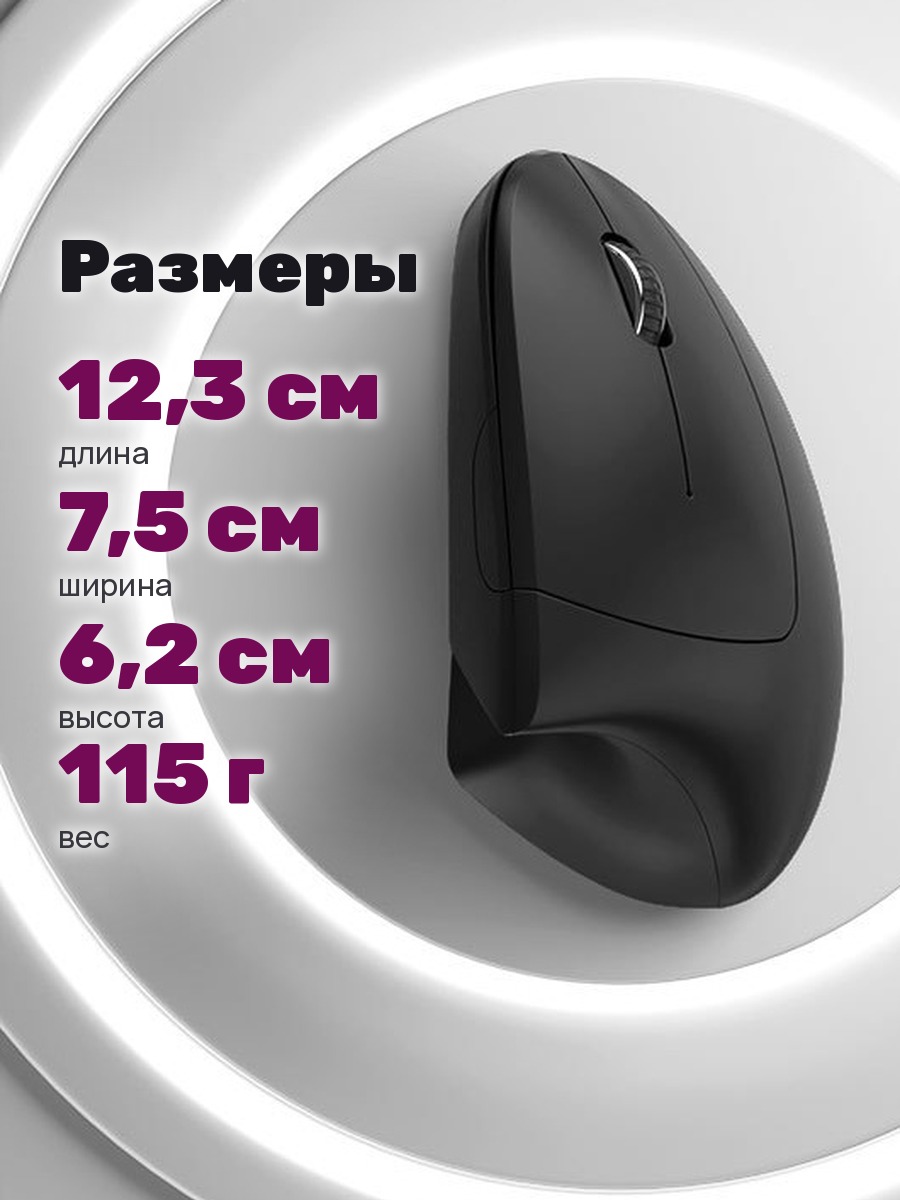 Размеры
12,3 см
длина
7,5 см
ширина
6,2 см
высота
115 г
вес